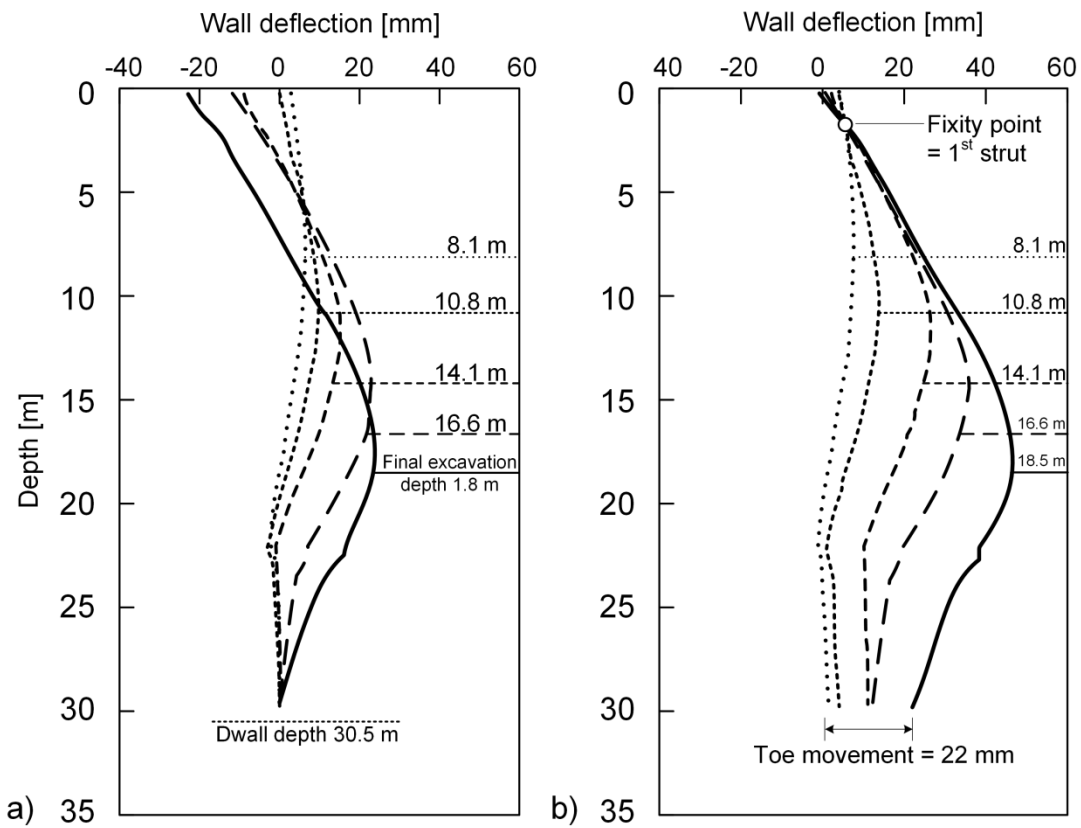 Wall deflection [mm]
-40 -20 0 20 40 60
0
5
10
15
20
25
30
35
Depth [m]
8.1 m
10.8 m
14.1 m
16.6 m
Final excavation
depth 1.8 m
Dwall depth 30.5 m
a)
Wall deflection [mm]
40 -20 0 20 40 60
0
5
10
15
20
25
30
35
Fixity point
= 1st strut
8.1 m
10.8 m
14.1 m
16.6 m
18.5 m
Toe movement = 22 mm
b)